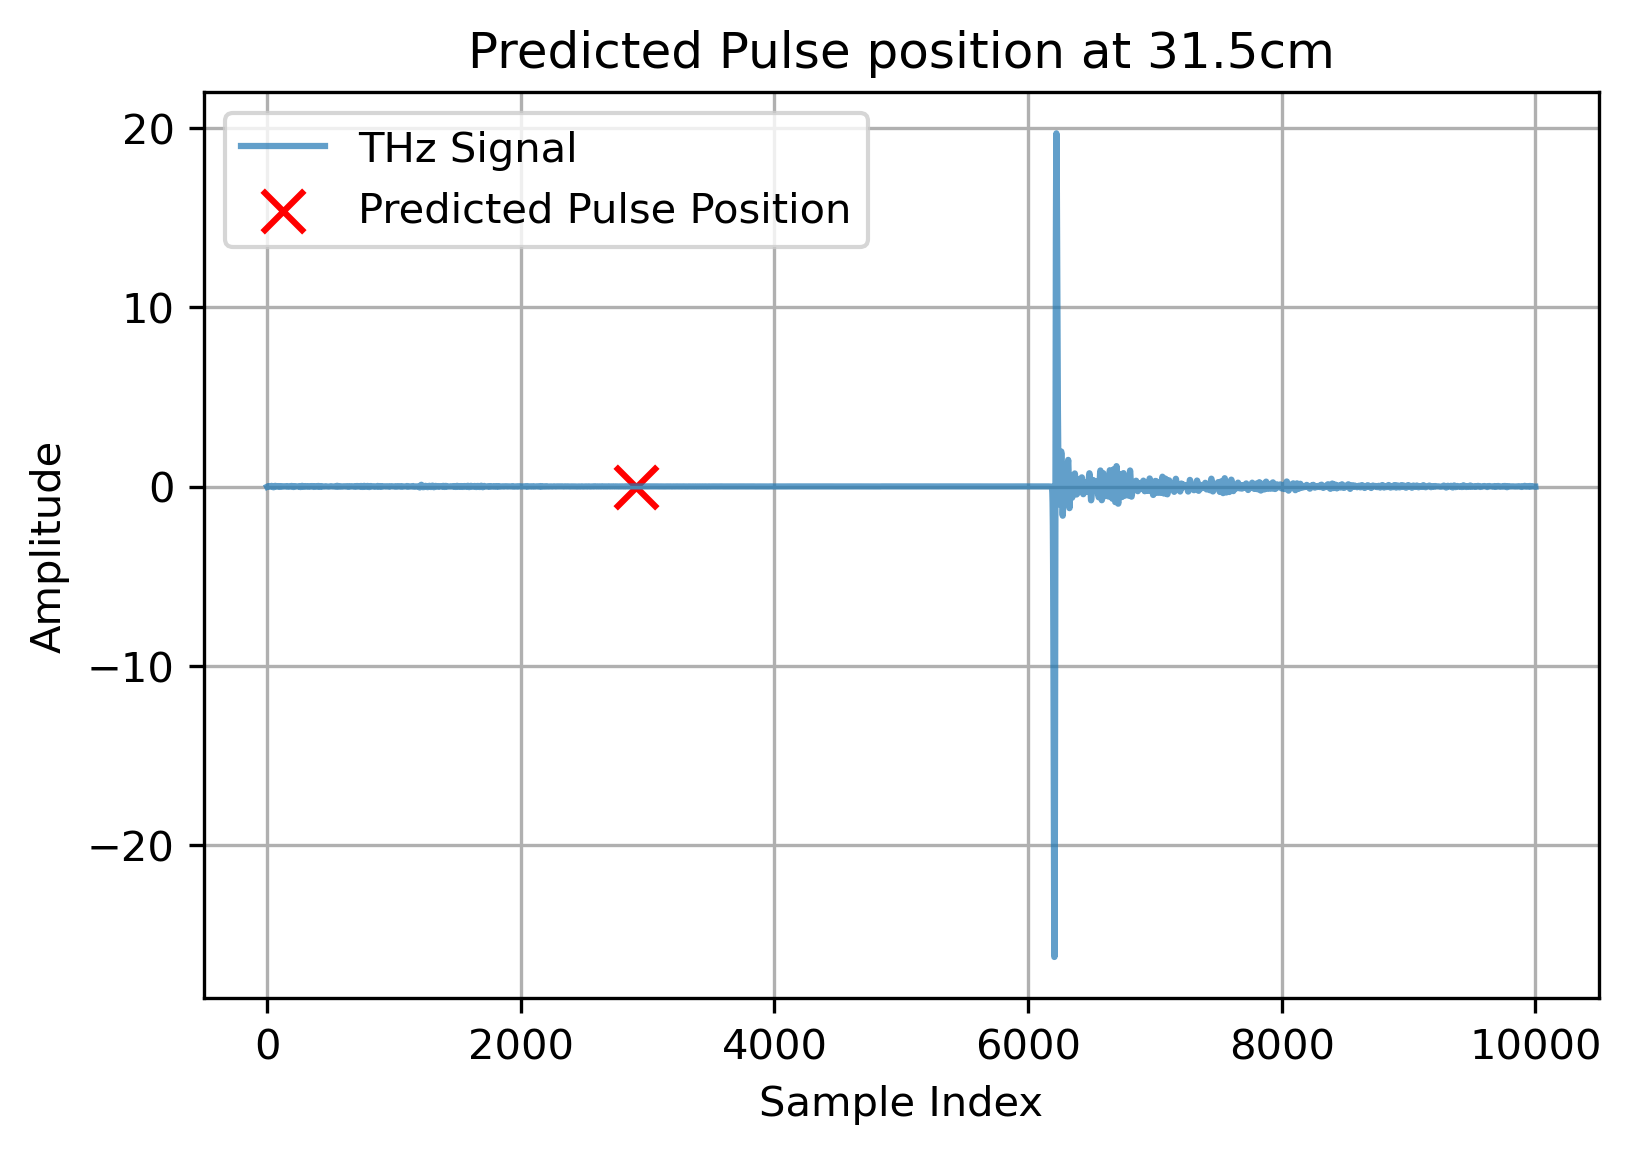 Predicted Pulse position at 31.5cm
THz Signal
Predicted Pulse Position
20
10
0
−10
−20
Amplitude
0 2000 4000 6000 8000 10000
Sample Index